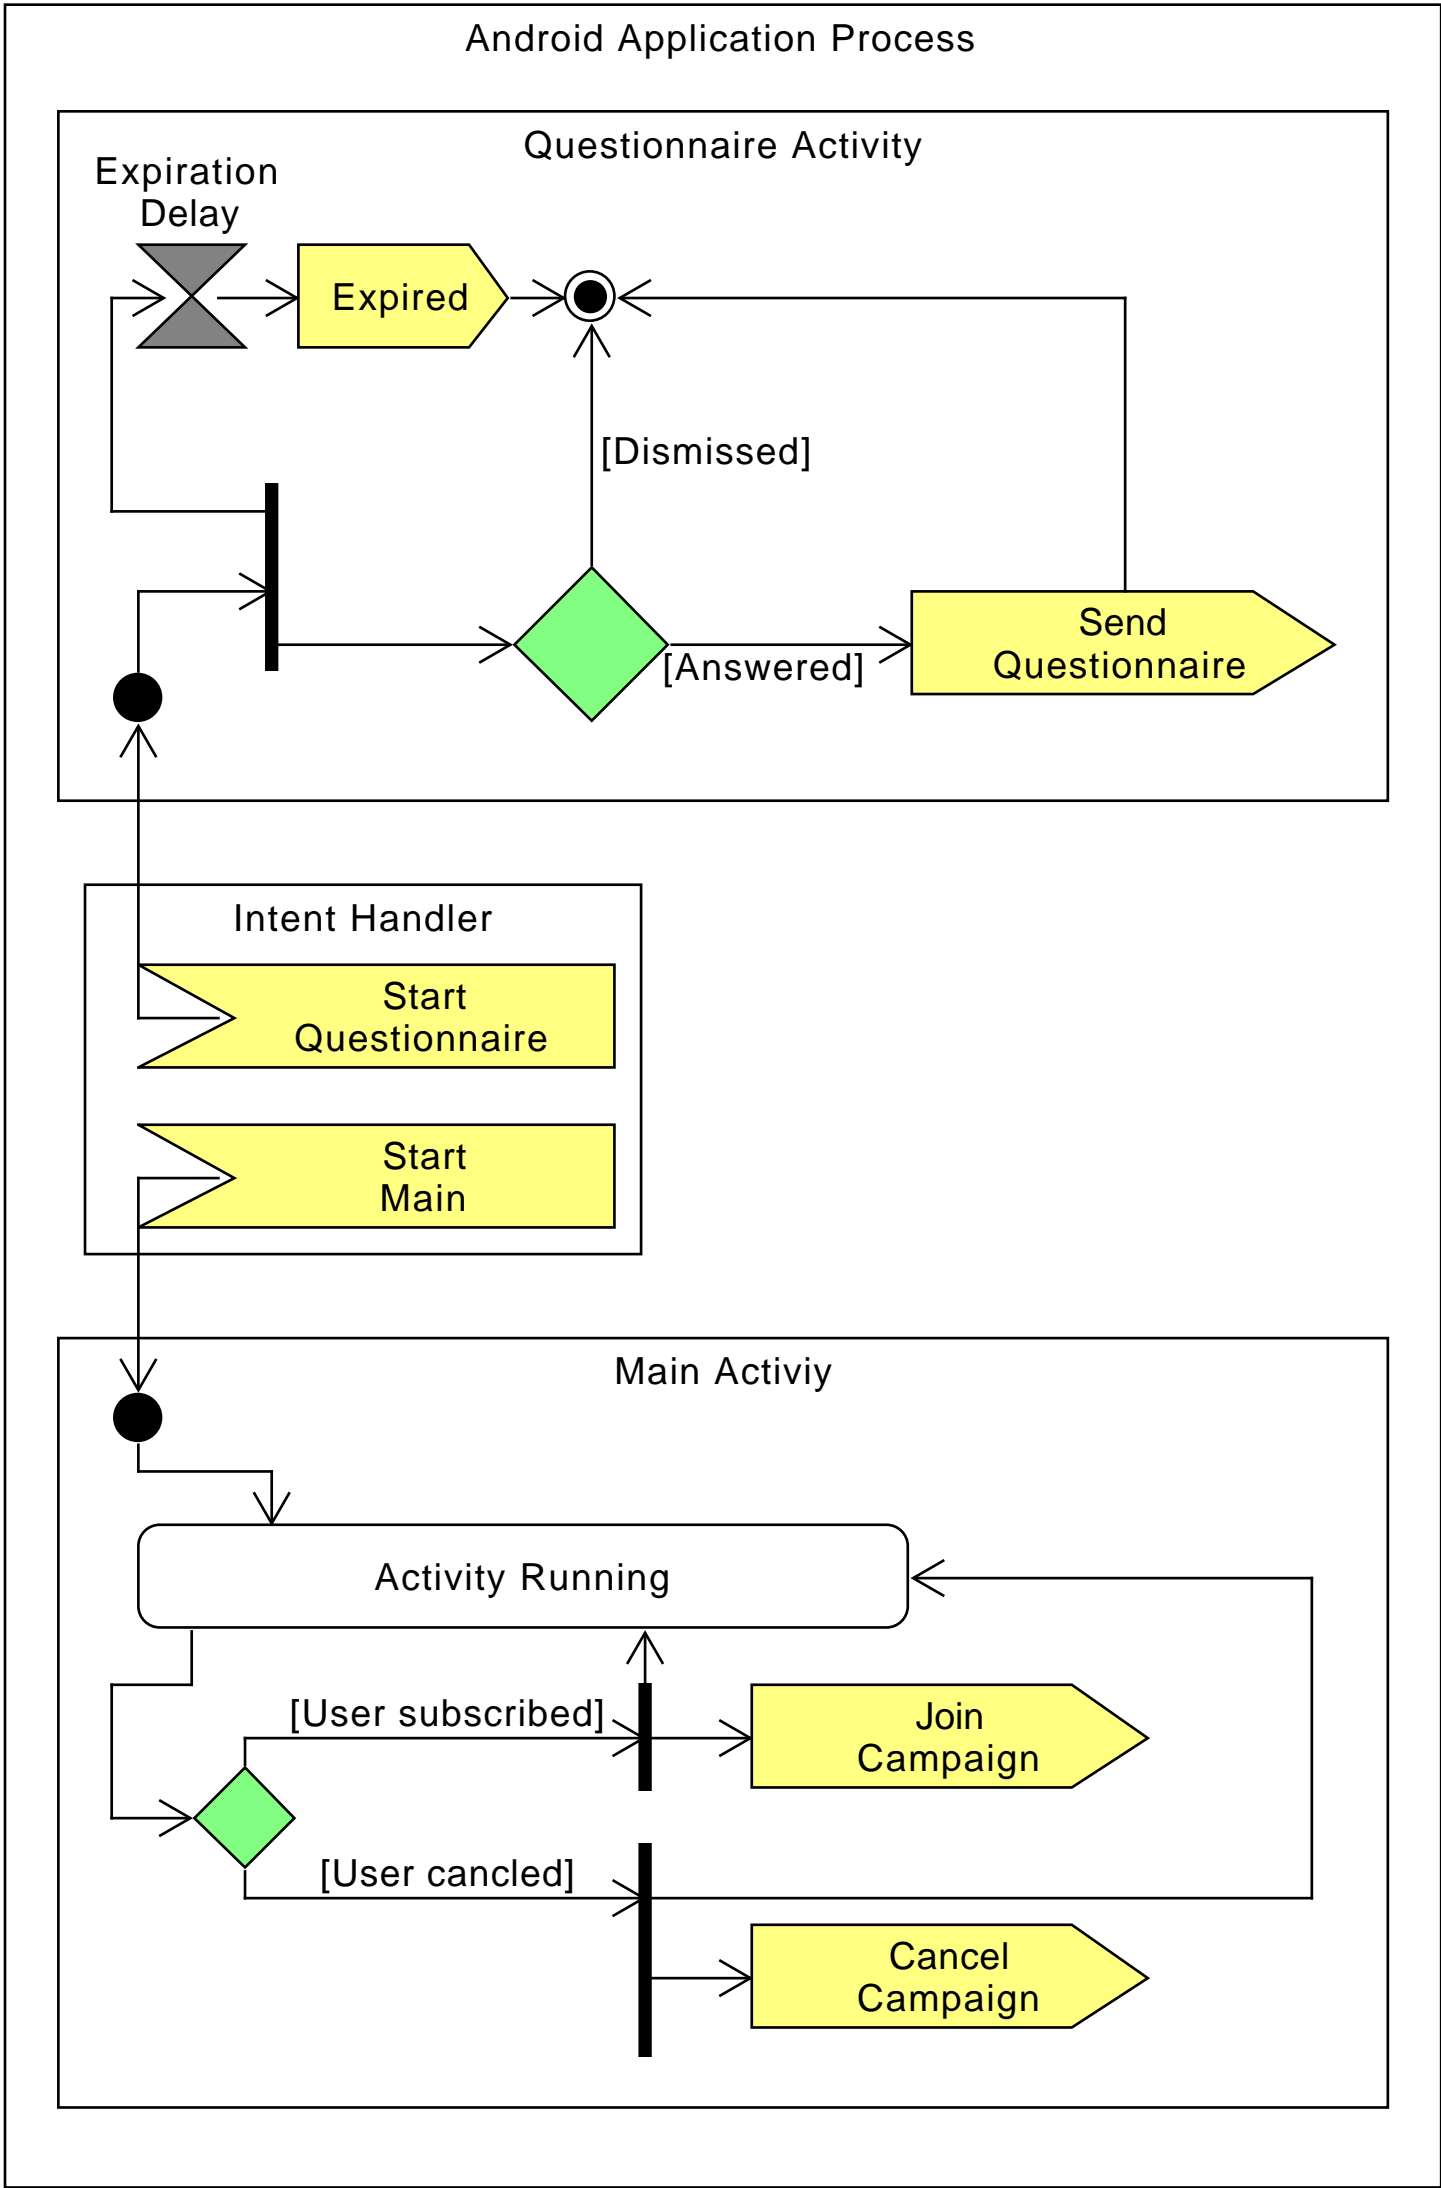 Android Application Process
Questionnaire Activity
Expiration
Delay
Expired
[Dismissed]
[Answered]
Send
Questionnaire
Intent Handler
Start
Questionnaire
Start
Main
Main Activiy
Activity Running
[User subscribed]
Join
Campaign
[User cancled]
Cancel
Campaign